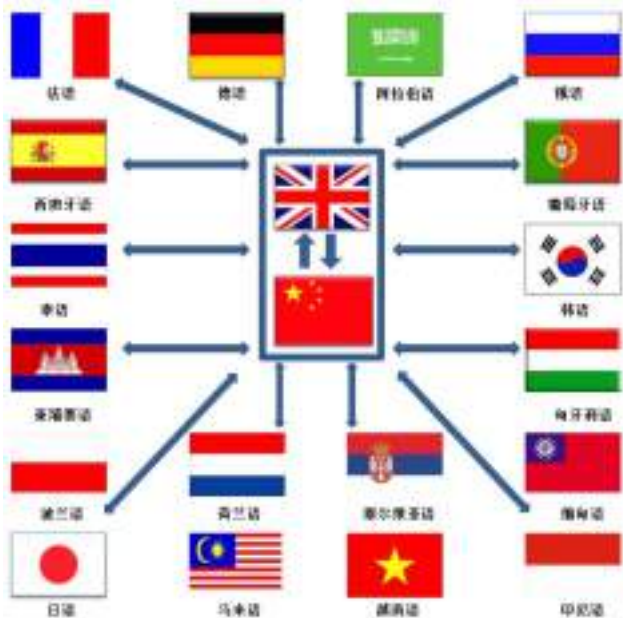 法语
德语
阿拉伯语
俄语
西班牙语
葡萄牙语
泰语
韩语
柬埔寨语
匈牙利语
波兰语
荷兰语
塞尔维亚语
缅甸语
日语
马来语
越南语
印尼语